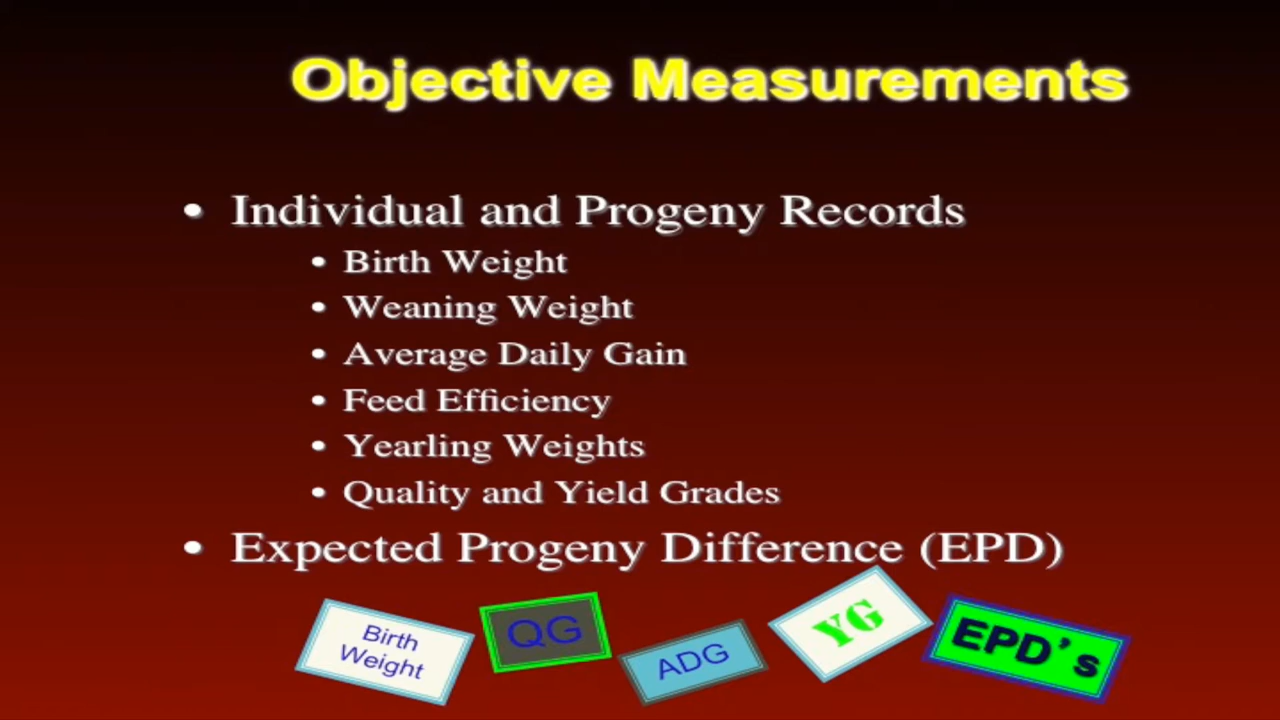 Objective Measurements
• Individual and Progeny Records
• Birth Weight
• Weaning Weight
• Average Daily Gain
• Feed Efficiency
• Yearling Weights
• Quality and Yield Grades
• Expected Progeny Difference (EPD)
Birth
Weight
QG
ADG
YG
EPD's